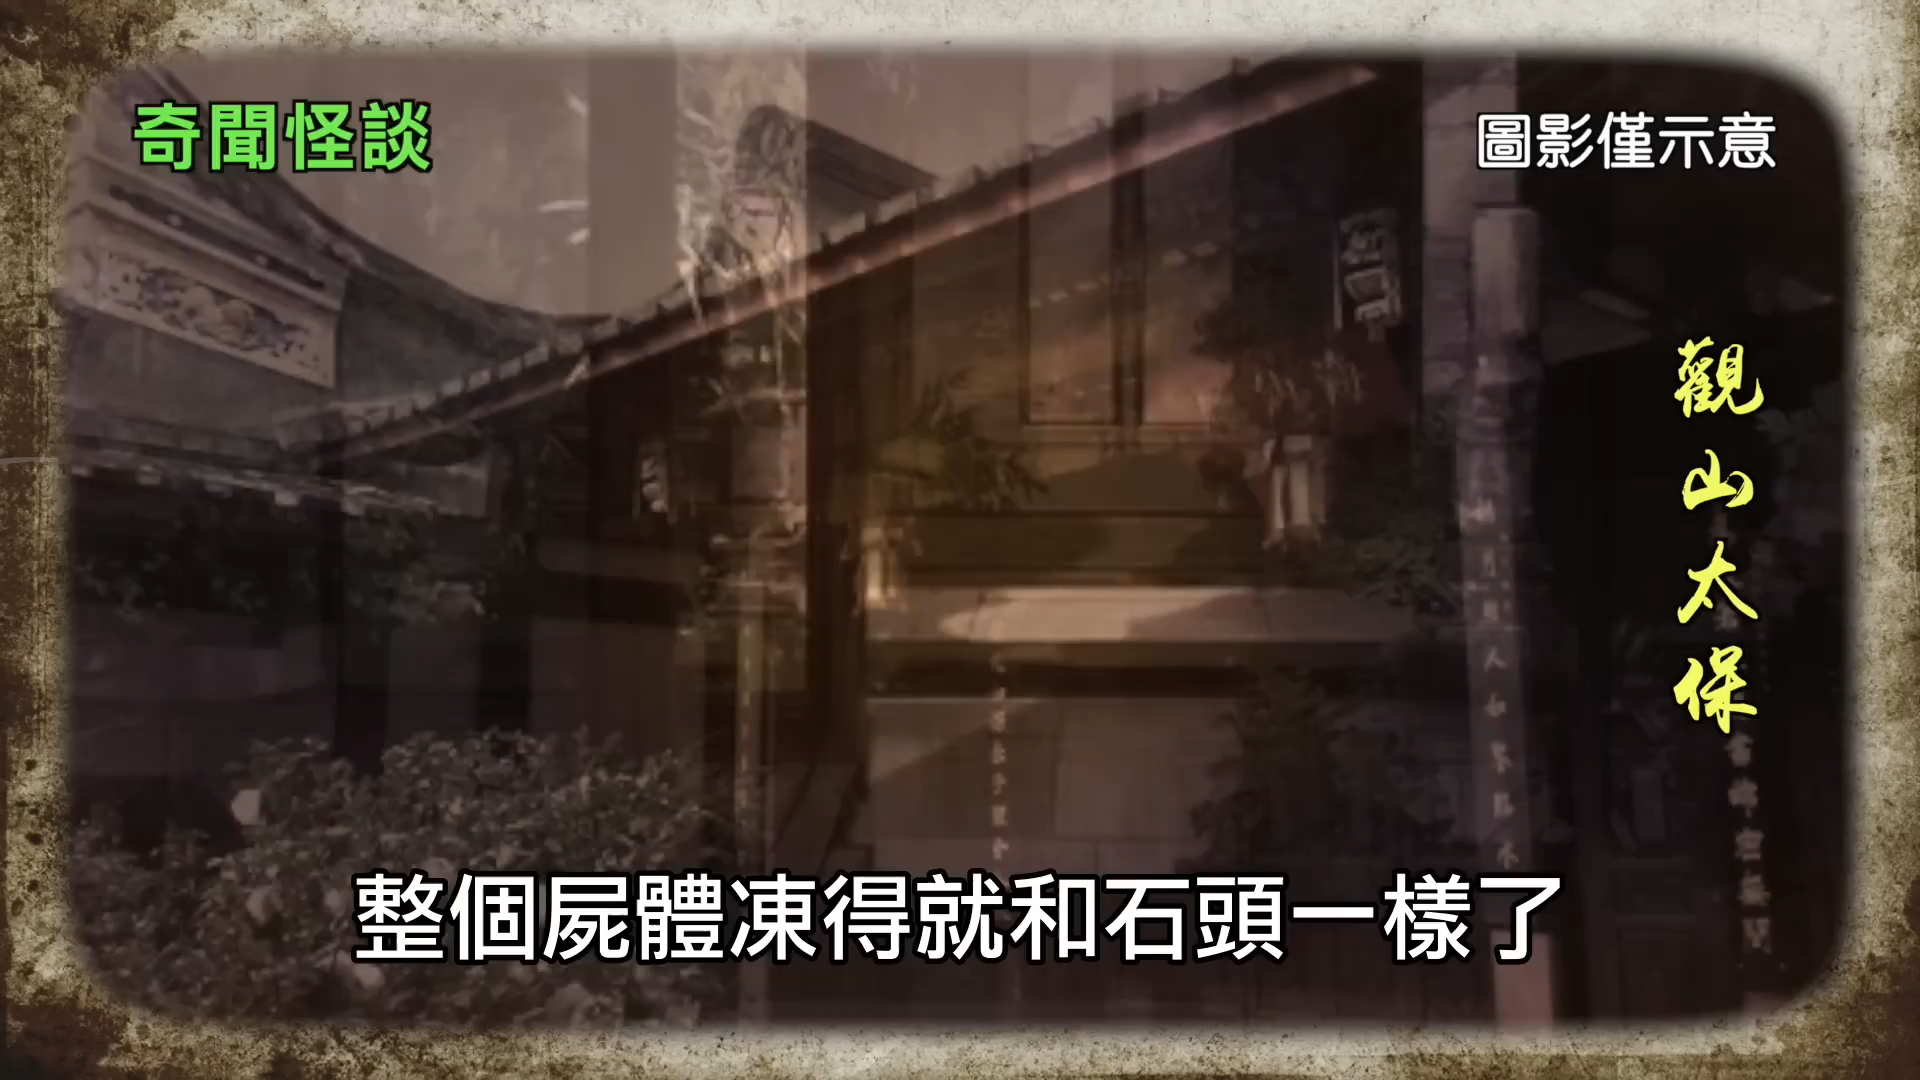 奇聞怪談
圖影僅示意
觀山太保
整個屍體凍得就和石頭一樣了